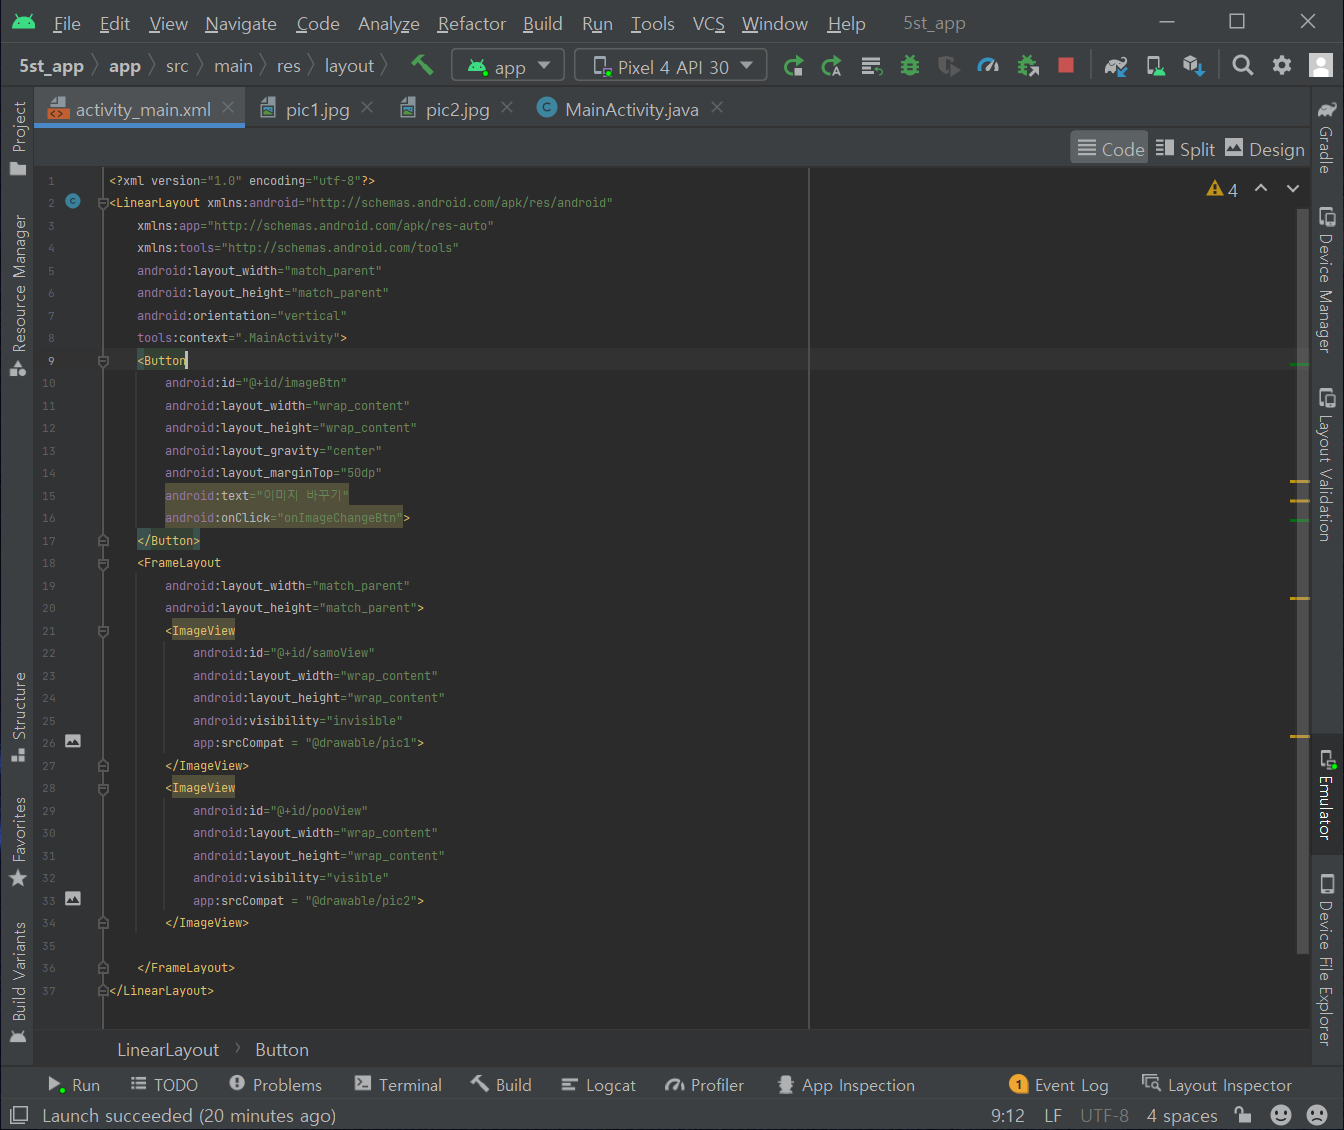 File Edit View Navigate Code Analyze Refactor Build Run Tools VCS Window Help 5st_app
5st_app app src main res layout app Pixel 4 API 30
activity_main.xml pic1.jpg pic2.jpg MainActivity.java
Code Split Design
4
1 <?xml version="1.0" encoding="utf-8"?>
2 <LinearLayout xmlns:android="http://schemas.android.com/apk/res/android"
3 xmlns:app="http://schemas.android.com/apk/res-auto"
4 xmlns:tools="http://schemas.android.com/tools"
5 android:layout_width="match_parent"
6 android:layout_height="match_parent"
7 android:orientation="vertical"
8 tools:context=".MainActivity">
9 <Button
10 android:id="@+id/imageBtn"
11 android:layout_width="wrap_content"
12 android:layout_height="wrap_content"
13 android:layout_gravity="center"
14 android:layout_marginTop="50dp"
15 android:text="이미지 바꾸기"
16 android:onClick="onImageChangeBtn">
17 </Button>
18 <FrameLayout
19 android:layout_width="match_parent"
20 android:layout_height="match_parent">
21 <ImageView
22 android:id="@+id/samoView"
23 android:layout_width="wrap_content"
24 android:layout_height="wrap_content"
25 android:visibility="invisible"
26 app:srcCompat = "@drawable/pic1">
27 </ImageView>
28 <ImageView
29 android:id="@+id/pooView"
30 android:layout_width="wrap_content"
31 android:layout_height="wrap_content"
32 android:visibility="visible"
33 app:srcCompat = "@drawable/pic2">
34 </ImageView>
35
36 </FrameLayout>
37 </LinearLayout>
LinearLayout Button
Project
Resource Manager
Structure
Favorites
Build Variants
Gradle
Device Manager
Layout Validation
Emulator
Device File Explorer
Run TODO Problems Terminal Build Logcat Profiler App Inspection 1 Event Log Layout Inspector
Launch succeeded (20 minutes ago) 9:12 LF UTF-8 4 spaces